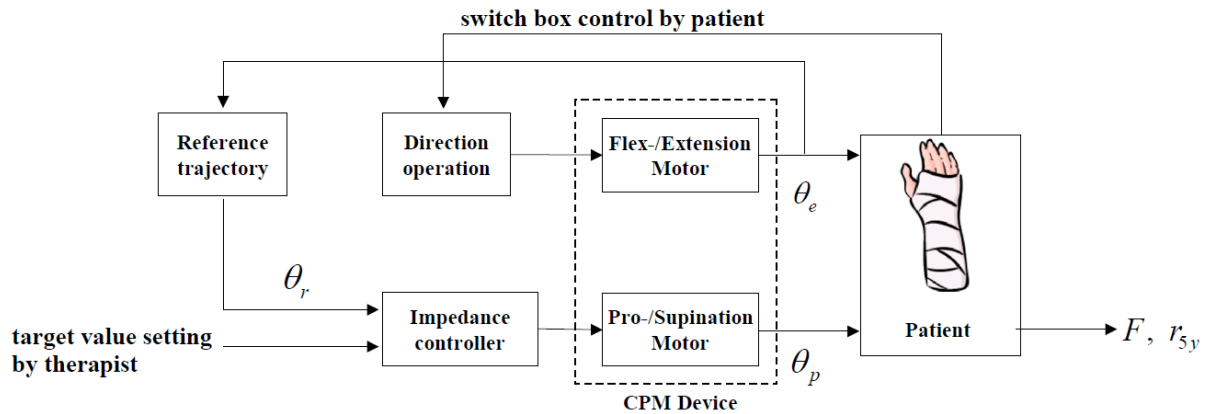 switch box control by patient
Reference
trajectory
Direction
operation
Flex-/Extension
Motor
θe
θr
target value setting
by therapist
Impedance
controller
Pro-/Supination
Motor
θp
Patient
F, r5y
CPM Device